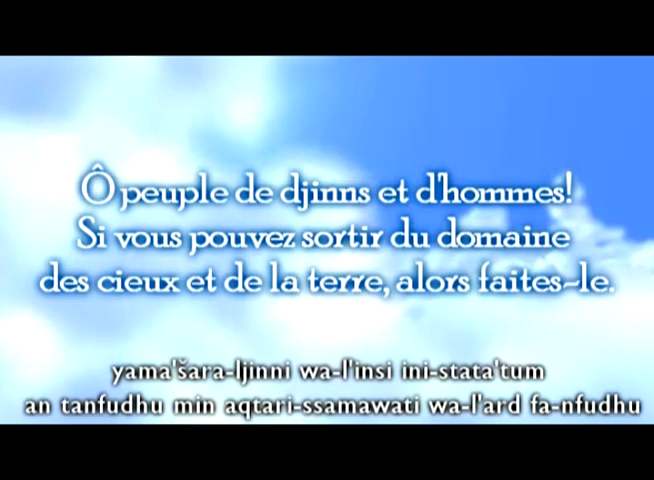 Ô peuple de djinns et d'hommes!
Si vous pouvez sortir du domaine
des cieux et de la terre, alors faites-le.
yama'šara-ljinni wa-l'insi ini-stata'tum
an tanfudhu min aqtari-ssamawati wa-l'ard fa-nfudhu